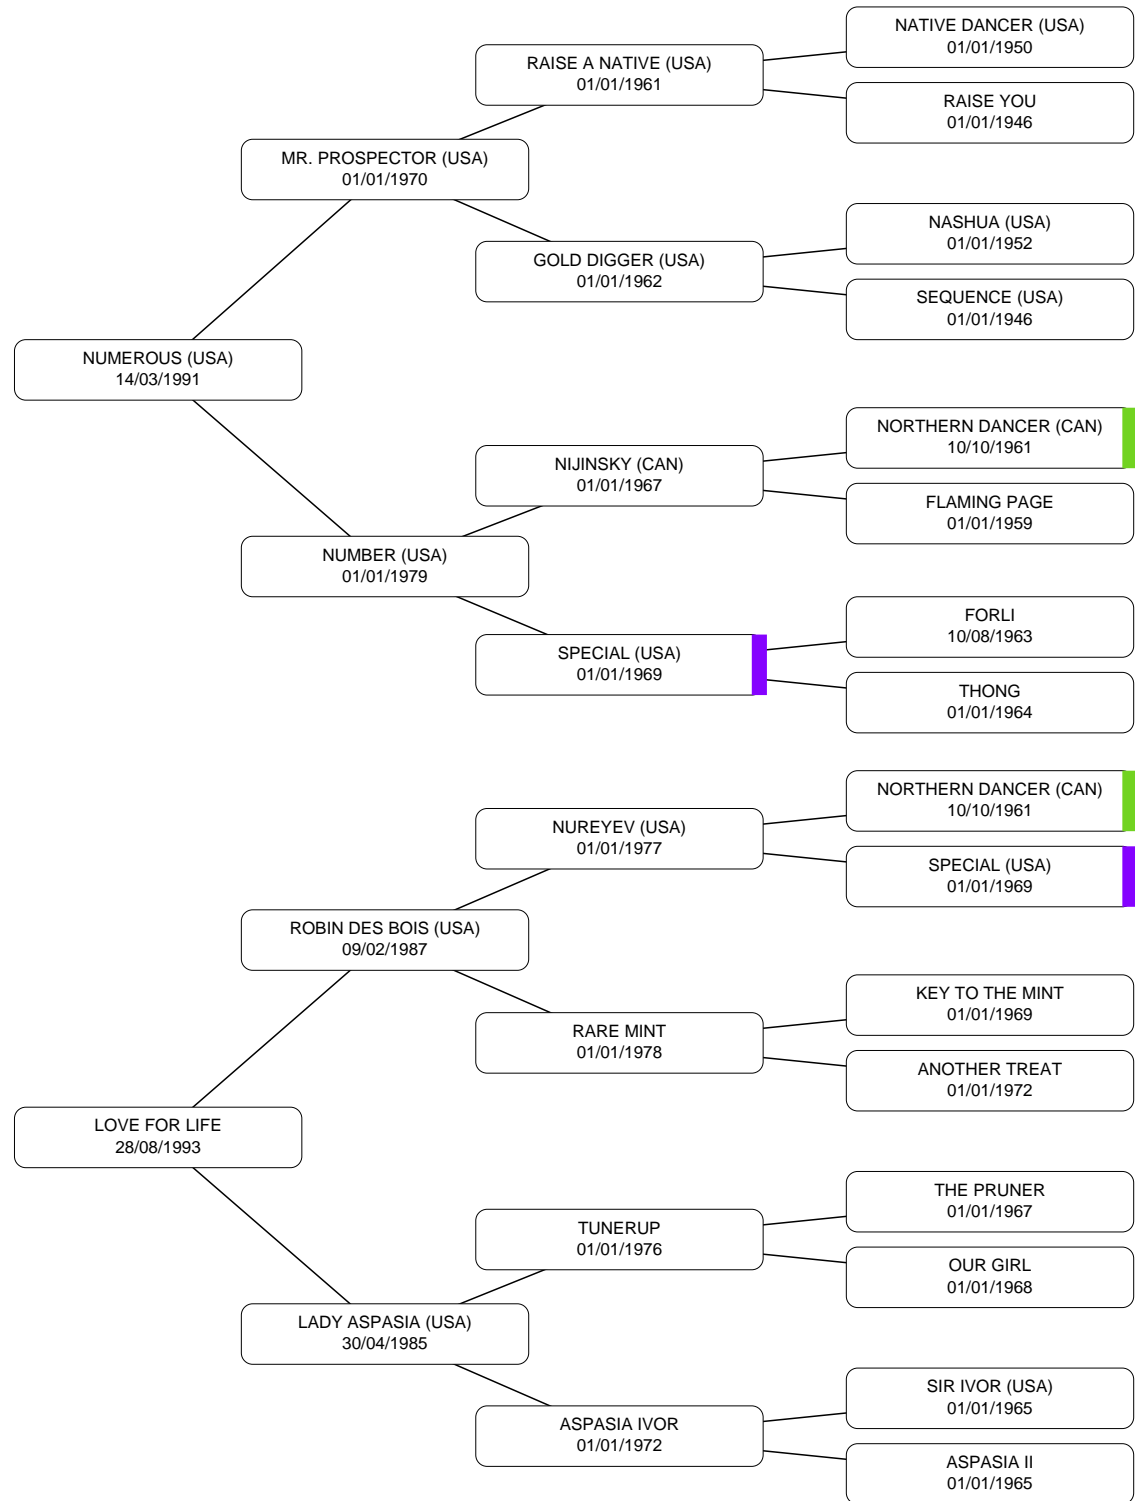 NATIVE DANCER (USA)
01/01/1950
RAISE A NATIVE (USA)
01/01/1961
RAISE YOU
01/01/1946
MR. PROSPECTOR (USA)
01/01/1970
NASHUA (USA)
01/01/1952
GOLD DIGGER (USA)
01/01/1962
SEQUENCE (USA)
01/01/1946
NUMEROUS (USA)
14/03/1991
NORTHERN DANCER (CAN)
10/10/1961
NIJINSKY (CAN)
01/01/1967
FLAMING PAGE
01/01/1959
NUMBER (USA)
01/01/1979
FORLI
10/08/1963
SPECIAL (USA)
01/01/1969
THONG
01/01/1964
NORTHERN DANCER (CAN)
10/10/1961
NUREYEV (USA)
01/01/1977
SPECIAL (USA)
01/01/1969
ROBIN DES BOIS (USA)
09/02/1987
KEY TO THE MINT
01/01/1969
RARE MINT
01/01/1978
ANOTHER TREAT
01/01/1972
LOVE FOR LIFE
28/08/1993
THE PRUNER
01/01/1967
TUNERUP
01/01/1976
OUR GIRL
01/01/1968
LADY ASPASIA (USA)
30/04/1985
SIR IVOR (USA)
01/01/1965
ASPASIA IVOR
01/01/1972
ASPASIA II
01/01/1965